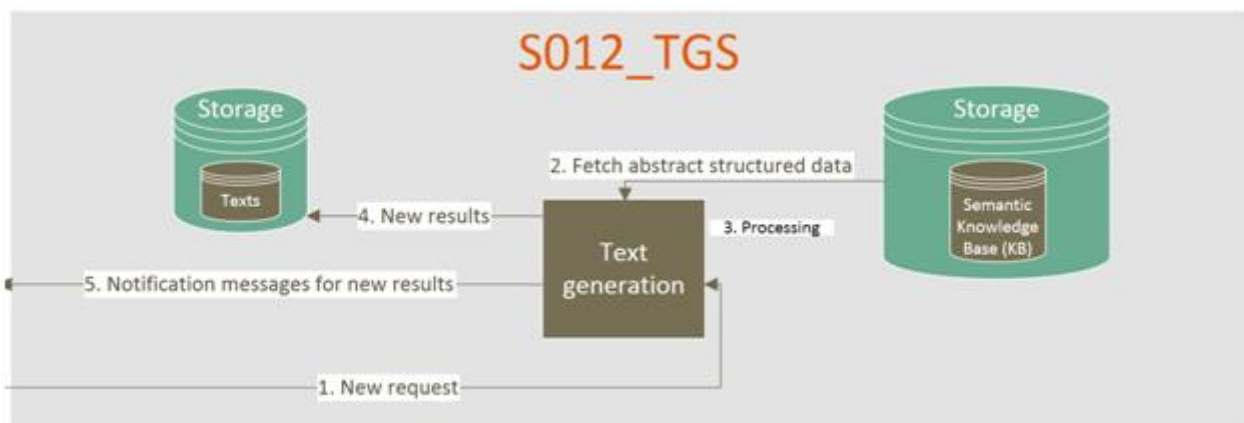 S012_TGS
Storage
Texts
Storage
Semantic
Knowledge
Base (KB)
2. Fetch abstract structured data
3. Processing
4. New results
Text
generation
5. Notification messages for new results
1. New request